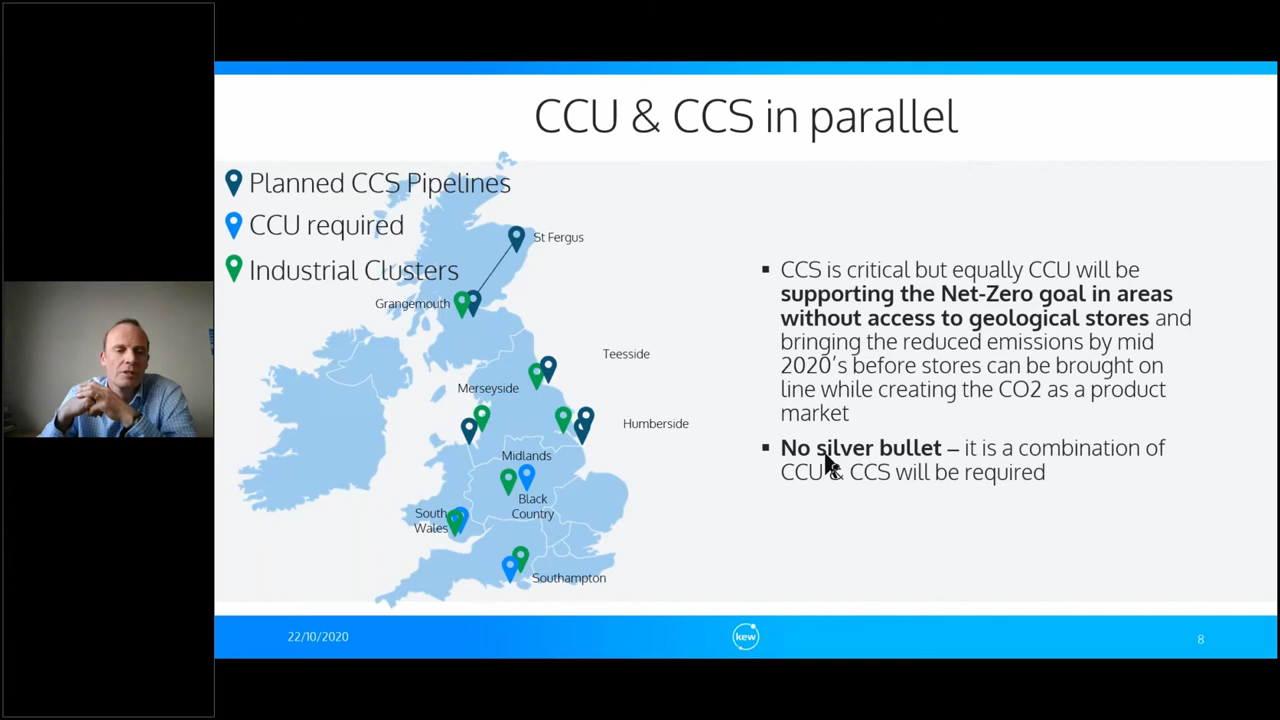 CCU & CCS in parallel
Planned CCS Pipelines
CCU required
Industrial Clusters
St Fergus
Grangemouth
Teesside
Merseyside
Humberside
Midlands
Black
Country
South
Wales
Southampton
▪ CCS is critical but equally CCU will be
supporting the Net-Zero goal in areas
without access to geological stores and
bringing the reduced emissions by mid
2020's before stores can be brought on
line while creating the CO2 as a product
market
▪ No silver bullet – it is a combination of
CCU & CCS will be required
22/10/2020
kew
8